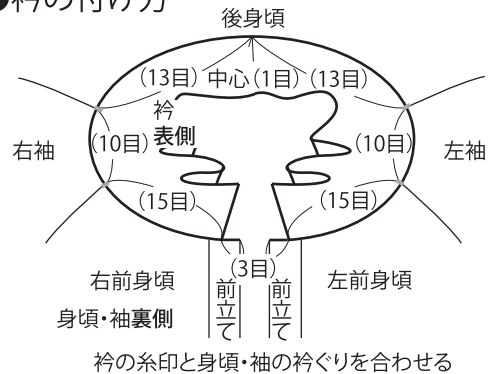 ●衿の付け方
後身頃
(13目) 中心(1目) (13目)
衿
表側
右袖
(10目)
(10目)
左袖
(15目)
(15目)
(3目)
右前身頃
前立て
前立て
左前身頃
身頃・袖裏側
衿の糸印と身頃・袖の衿ぐりを合わせる